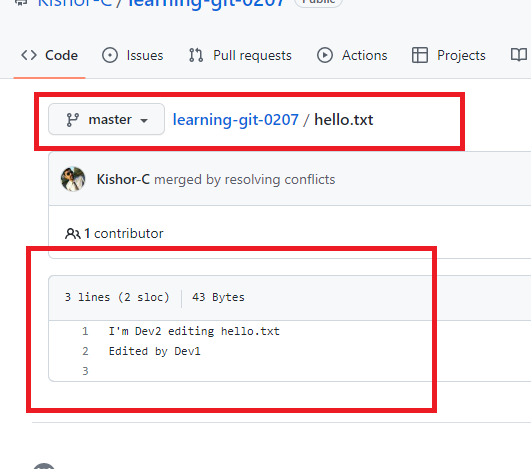 Kishor-C / learning-git-0207 Public
Code Issues Pull requests Actions Projects
master learning-git-0207 / hello.txt
Kishor-C merged by resolving conflicts
1 contributor
3 lines (2 sloc) 43 Bytes
1 I'm Dev2 editing hello.txt
2 Edited by Dev1
3